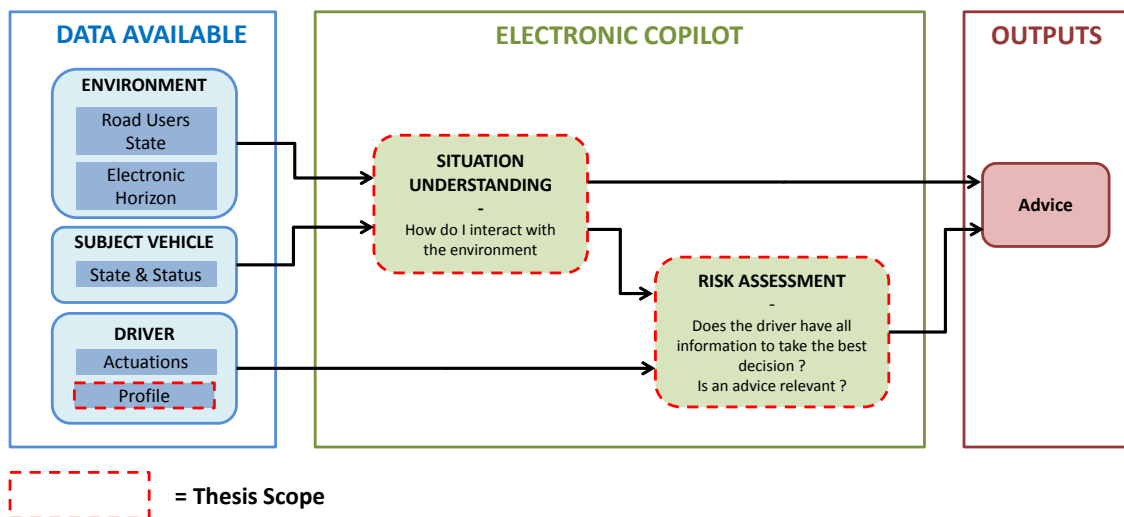 DATA AVAILABLE
ENVIRONMENT
Road Users
State
Electronic
Horizon
SUBJECT VEHICLE
State & Status
DRIVER
Actuations
Profile
ELECTRONIC COPILOT
SITUATION
UNDERSTANDING
-
How do I interact with
the environment
RISK ASSESSMENT
-
Does the driver have all
information to take the best
decision ?
Is an advice relevant ?
OUTPUTS
Advice
= Thesis Scope